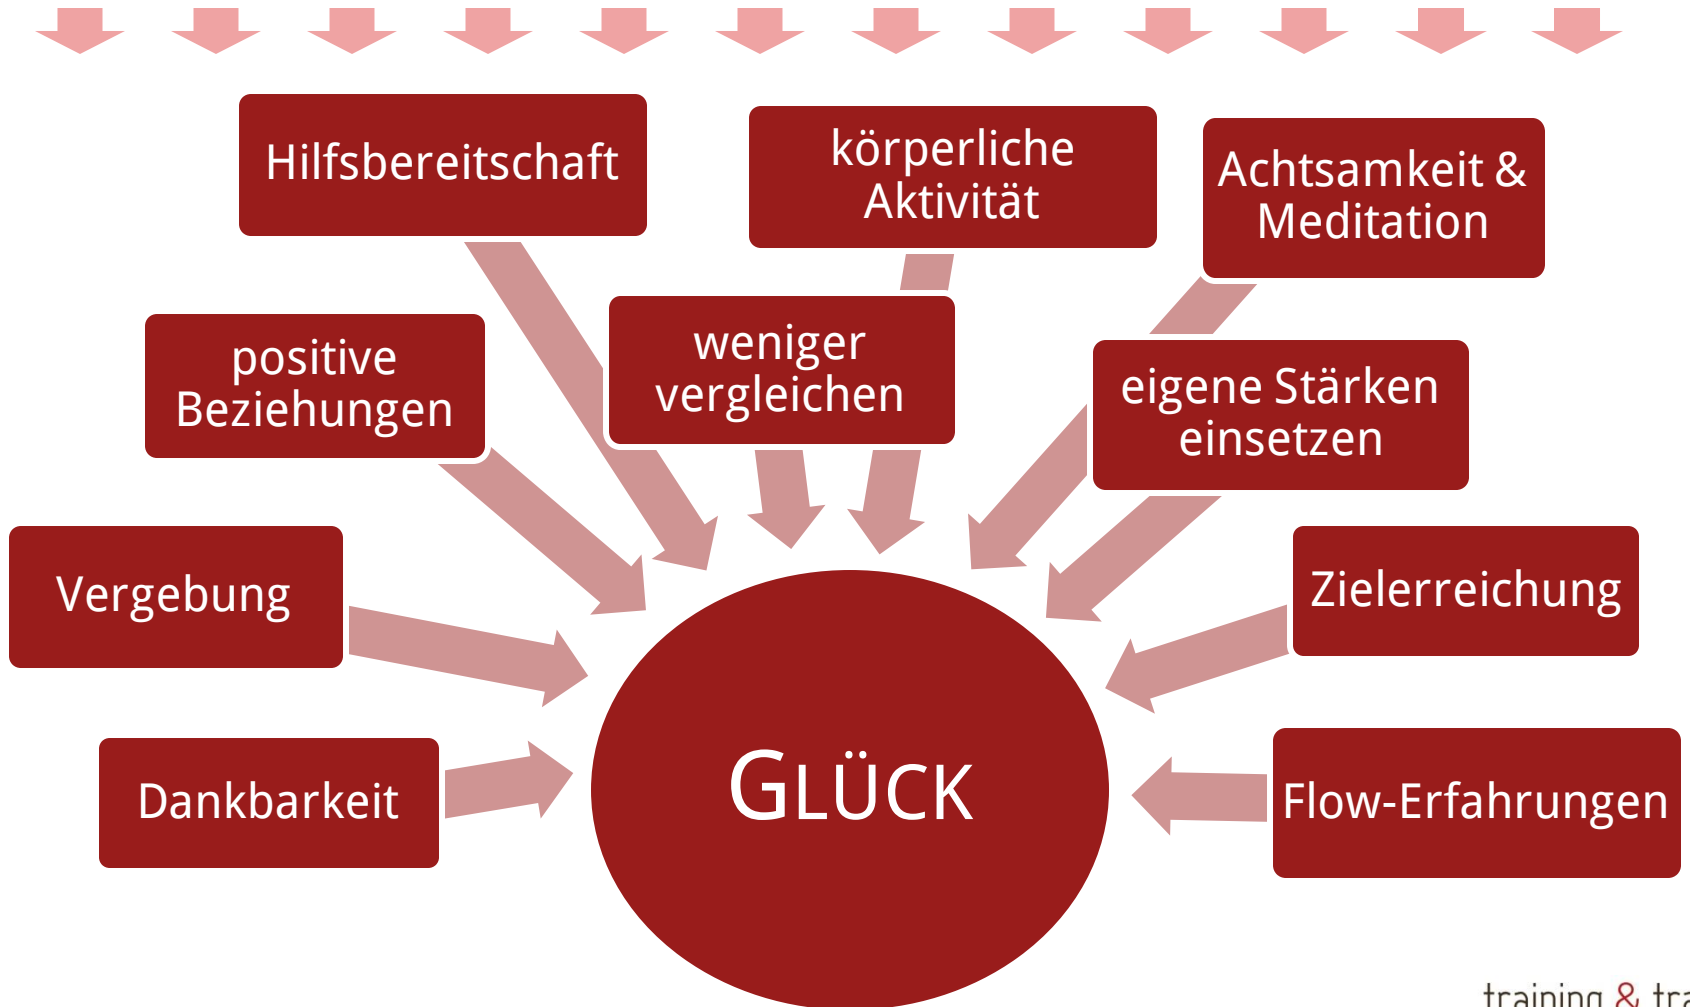 Hilfsbereitschaft
körperliche
Aktivität
Achtsamkeit &
Meditation
positive
Beziehungen
weniger
vergleichen
eigene Stärken
einsetzen
Vergebung
Zielerreichung
Dankbarkeit
GLÜCK
Flow-Erfahrungen
training &